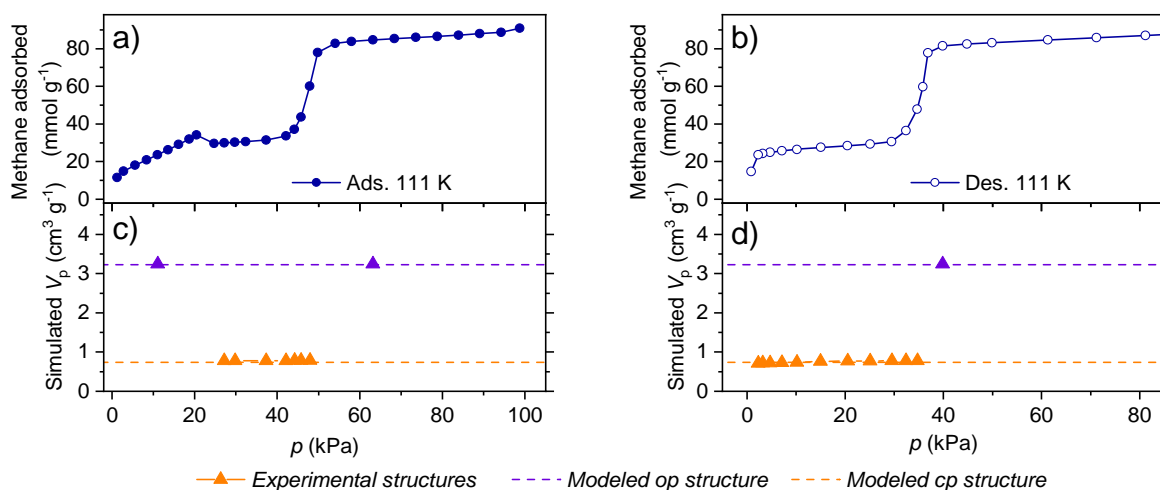 a)
Methane adsorbed
(mmol g⁻¹)
80
60
40
20
0
Ads. 111 K
b)
Methane adsorbed
(mmol g⁻¹)
80
60
40
20
0
Des. 111 K
c)
Simulated Vₚ (cm³ g⁻¹)
4
3
2
1
0
0 20 40 60 80 100
p (kPa)
d)
Simulated Vₚ (cm³ g⁻¹)
4
3
2
1
0
0 20 40 60 80
p (kPa)
Experimental structures Modeled op structure Modeled cp structure